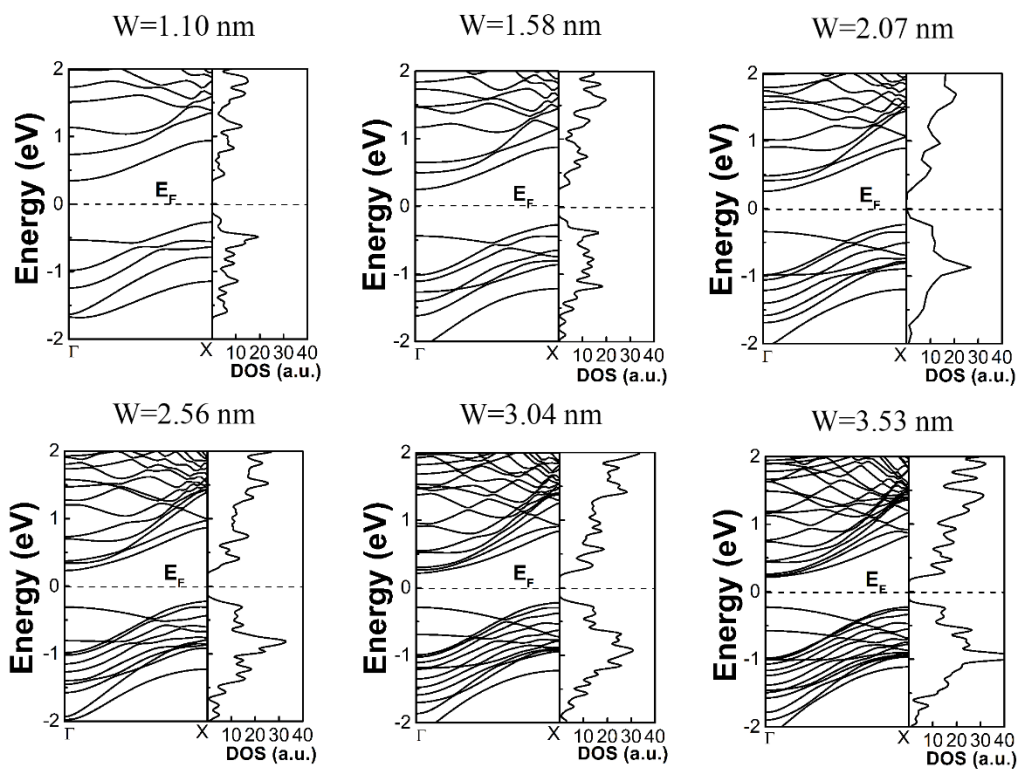 W=1.10 nm
W=1.58 nm
W=2.07 nm
2
1
0
-1
-2
Energy (eV)
E_F
Γ
X
10 20 30 40
DOS (a.u.)
2
1
0
-1
-2
Energy (eV)
E_F
Γ
X
10 20 30 40
DOS (a.u.)
2
1
0
-1
-2
Energy (eV)
E_F
Γ
X
10 20 30 40
DOS (a.u.)
W=2.56 nm
W=3.04 nm
W=3.53 nm
2
1
0
-1
-2
Energy (eV)
E_F
Γ
X
10 20 30 40
DOS (a.u.)
2
1
0
-1
-2
Energy (eV)
E_F
Γ
X
10 20 30 40
DOS (a.u.)
2
1
0
-1
-2
Energy (eV)
E_F
Γ
X
10 20 30 40
DOS (a.u.)